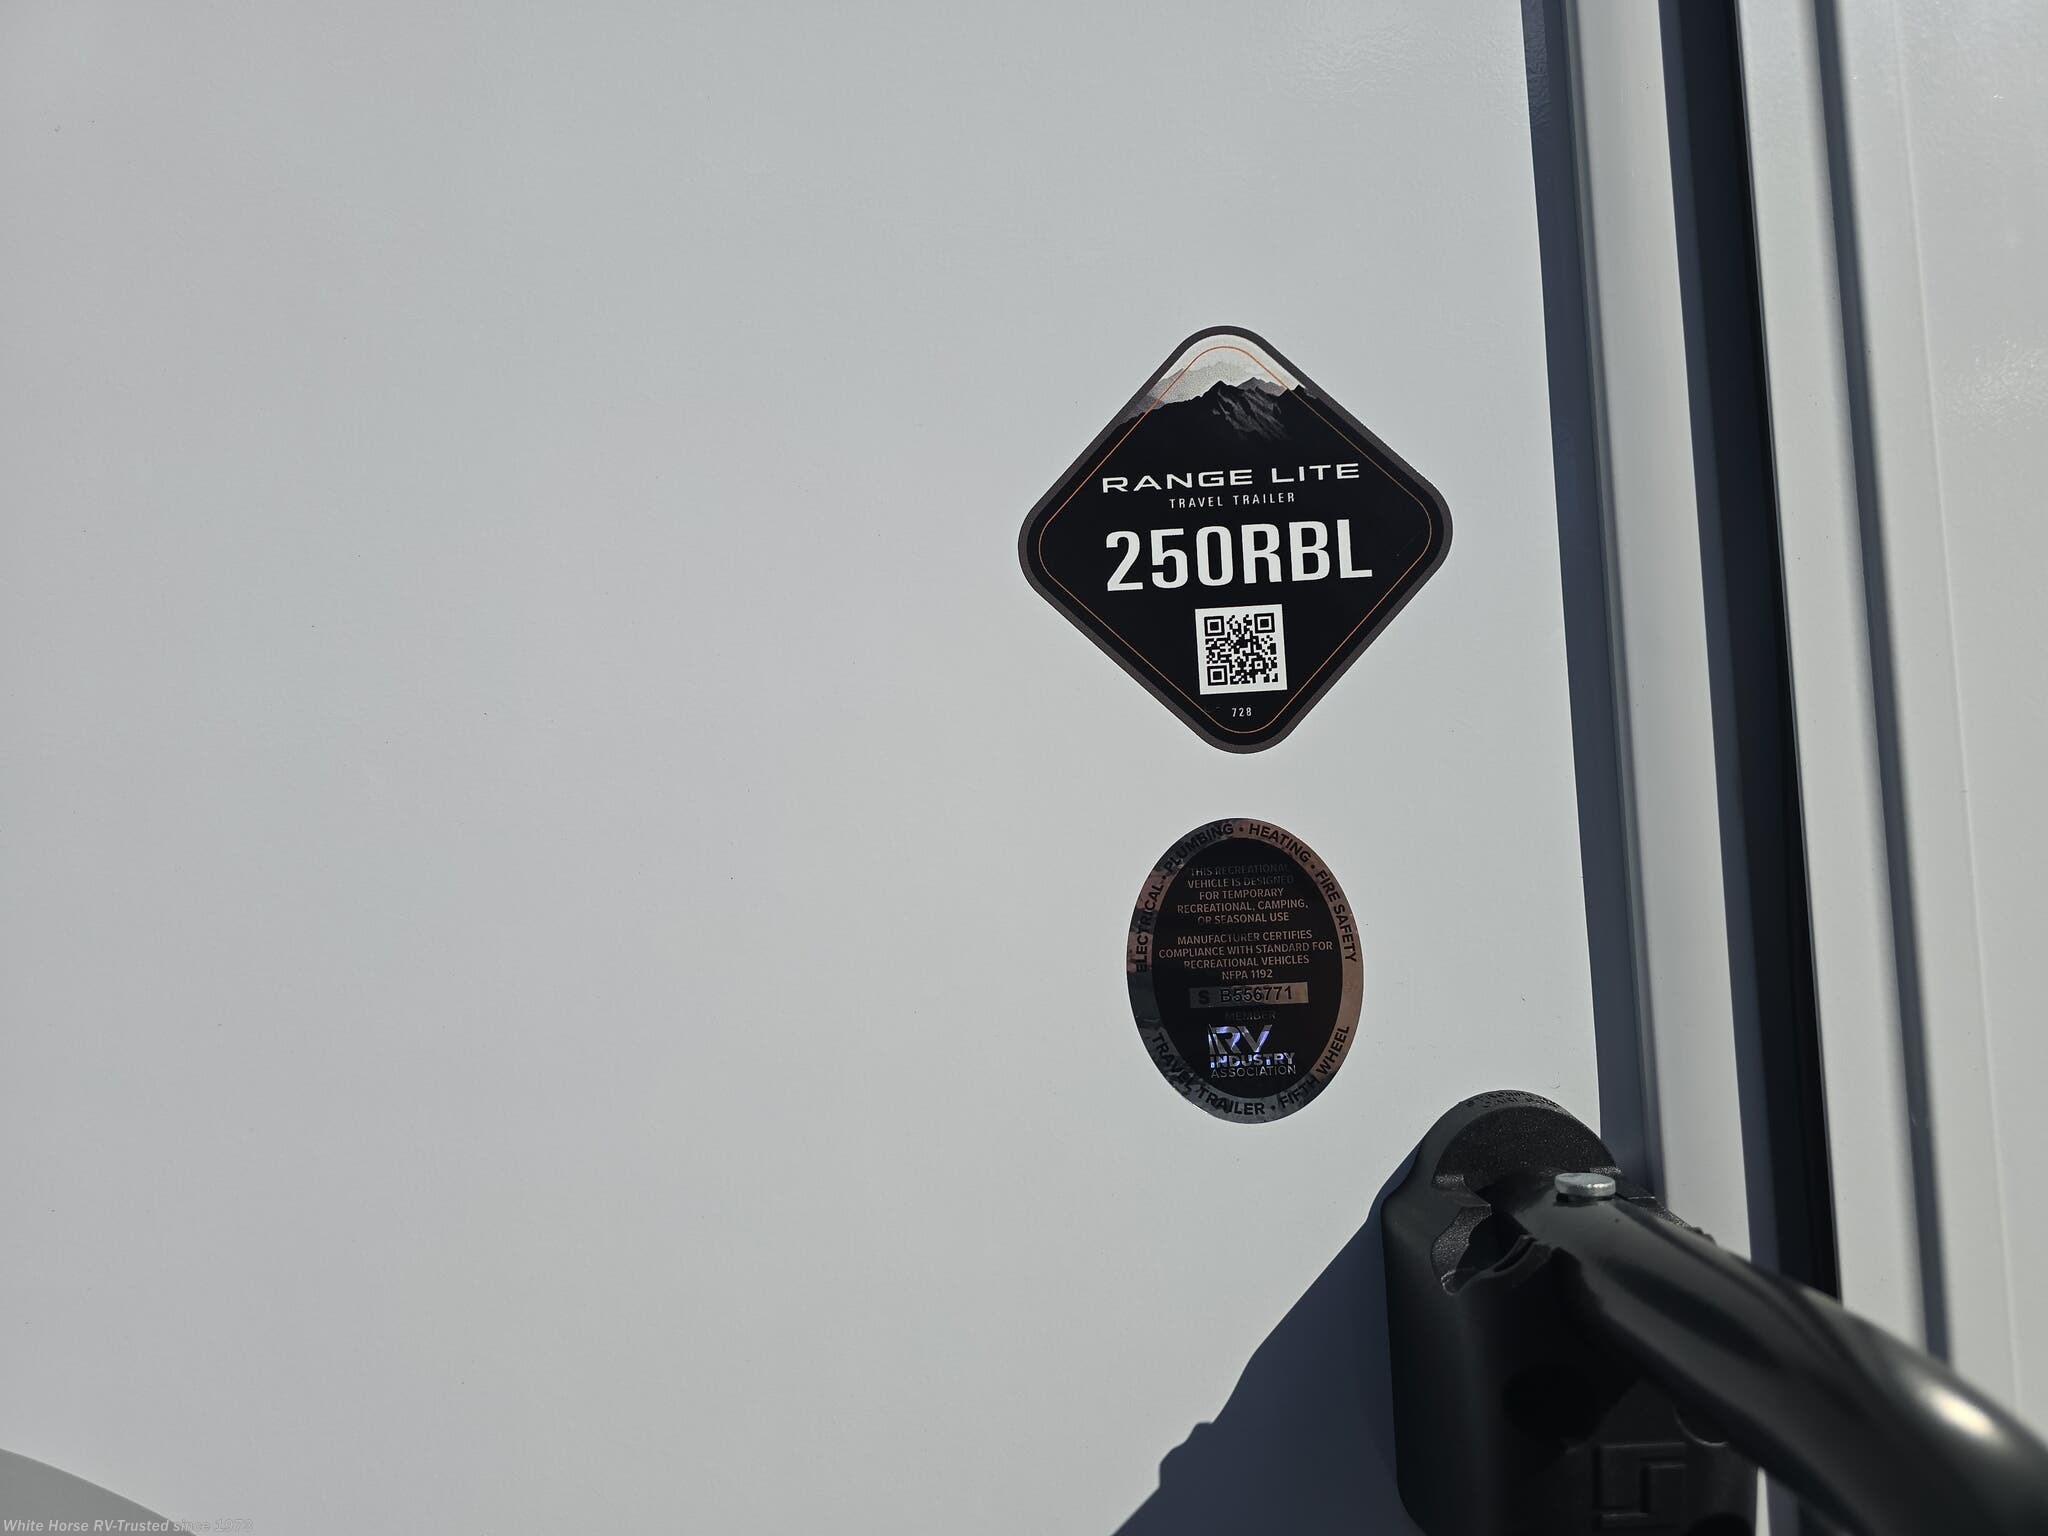 RANGE LITE
TRAVEL TRAILER
250RBL
728
ELECTRICAL • PLUMBING • HEATING • FIRE SAFETY
THIS RECREATIONAL
VEHICLE IS DESIGNED
FOR TEMPORARY
RECREATIONAL, CAMPING,
OR SEASONAL USE
MANUFACTURER CERTIFIES
COMPLIANCE WITH STANDARD FOR
RECREATIONAL VEHICLES
NFPA 1192
S B556771
MEMBER
RV
INDUSTRY
ASSOCIATION
TRAVEL TRAILER • FIFTH WHEEL
White Horse RV-Trusted since 1973